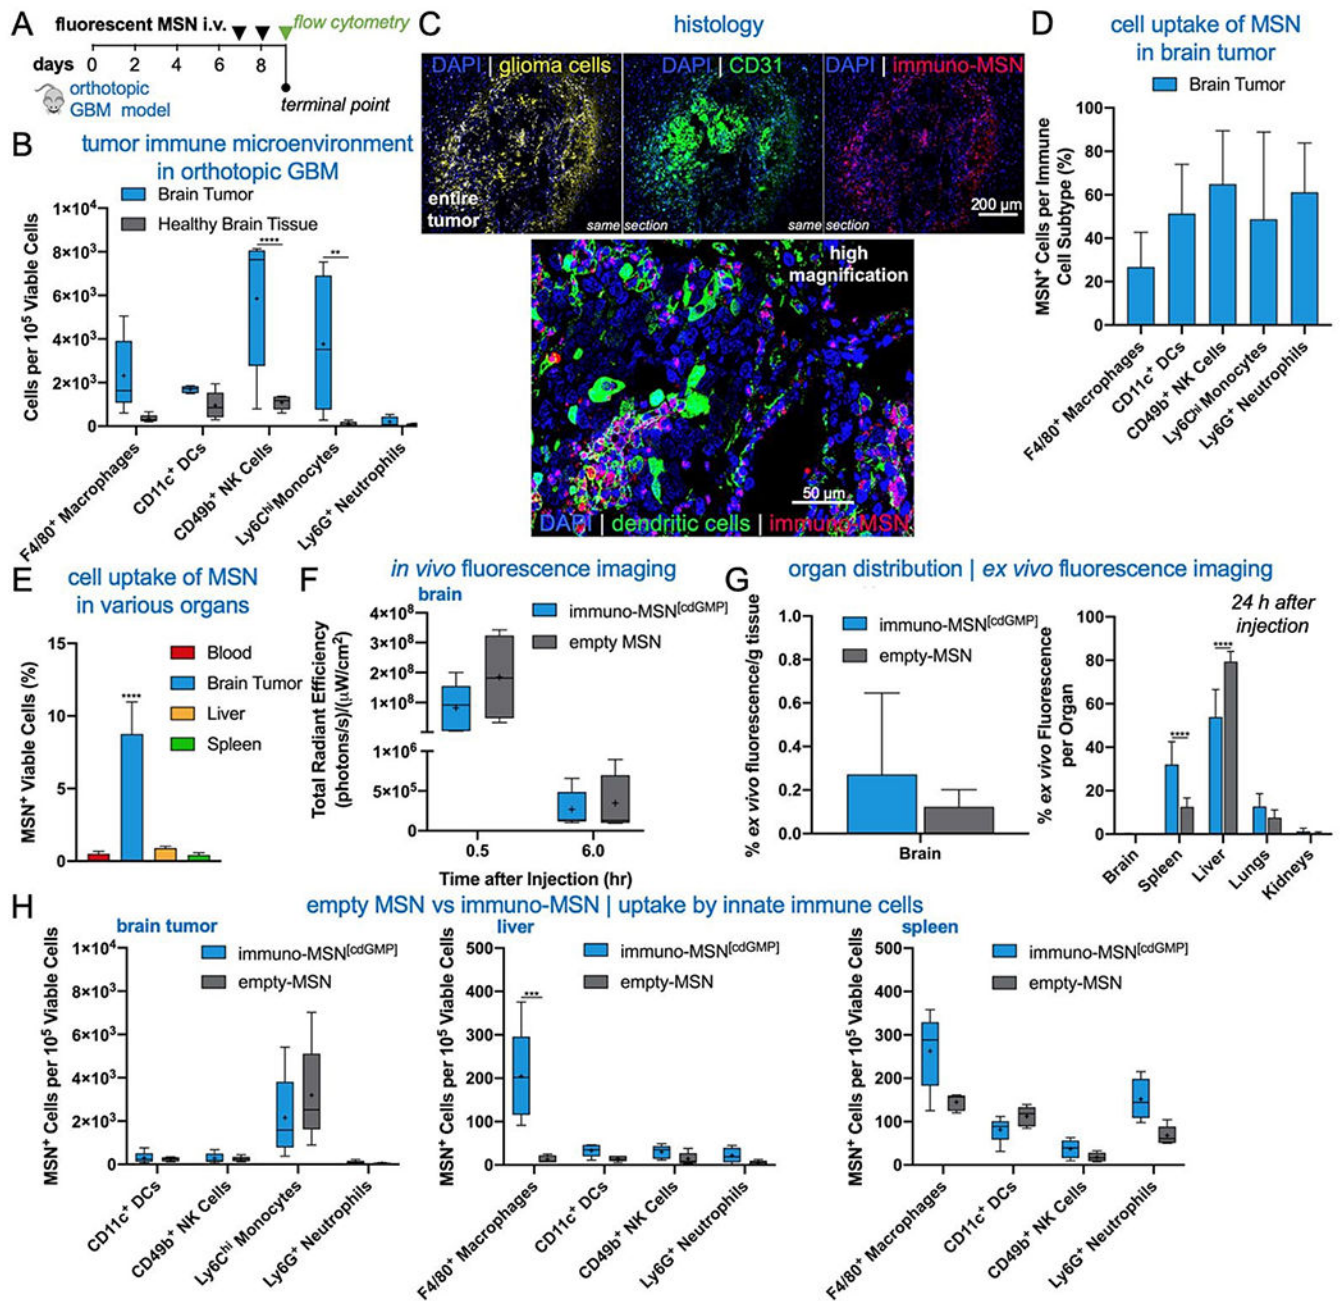 A
fluorescent MSN i.v.
flow cytometry
days 0 2 4 6 8
orthotopic
GBM model
terminal point
B
tumor immune microenvironment
in orthotopic GBM
Brain Tumor
Healthy Brain Tissue
Cells per 10⁵ Viable Cells
1×10⁴
8×10³
6×10³
4×10³
2×10³
0
****
**
F4/80⁺ Macrophages
CD11c⁺ DCs
CD49b⁺ NK Cells
Ly6Cʰⁱ Monocytes
Ly6G⁺ Neutrophils
C
histology
DAPI | glioma cells
DAPI | CD31
DAPI | immuno-MSN
entire
tumor
same section
same section
200 µm
high
magnification
50 µm
DAPI | dendritic cells | immuno-MSN
D
cell uptake of MSN
in brain tumor
Brain Tumor
MSN⁺ Cells per Immune
Cell Subtype (%)
100
80
60
40
20
0
F4/80⁺ Macrophages
CD11c⁺ DCs
CD49b⁺ NK Cells
Ly6Cʰⁱ Monocytes
Ly6G⁺ Neutrophils
E
cell uptake of MSN
in various organs
MSN⁺ Viable Cells (%)
15
10
5
0
****
Blood
Brain Tumor
Liver
Spleen
F
in vivo fluorescence imaging
brain
immuno-MSN[cdGMP]
empty MSN
Total Radiant Efficiency
(photons/s)/(µW/cm²)
4×10⁸
3×10⁸
2×10⁸
1×10⁸
1×10⁶
5×10⁵
0
0.5
6.0
Time after Injection (hr)
G
organ distribution | ex vivo fluorescence imaging
% ex vivo fluorescence/g tissue
1.0
0.8
0.6
0.4
0.2
0.0
immuno-MSN[cdGMP]
empty-MSN
Brain
24 h after
injection
% ex vivo Fluorescence
per Organ
100
80
60
40
20
0
****
****
Brain
Spleen
Liver
Lungs
Kidneys
H
empty MSN vs immuno-MSN | uptake by innate immune cells
brain tumor
MSN⁺ Cells per 10⁵ Viable Cells
1×10⁴
8×10³
6×10³
4×10³
2×10³
0
immuno-MSN[cdGMP]
empty-MSN
CD11c⁺ DCs
CD49b⁺ NK Cells
Ly6Cʰⁱ Monocytes
Ly6G⁺ Neutrophils
liver
MSN⁺ Cells per 10⁵ Viable Cells
500
400
300
200
100
0
immuno-MSN[cdGMP]
empty-MSN
***
F4/80⁺ Macrophages
CD11c⁺ DCs
CD49b⁺ NK Cells
Ly6G⁺ Neutrophils
spleen
MSN⁺ Cells per 10⁵ Viable Cells
500
400
300
200
100
0
immuno-MSN[cdGMP]
empty-MSN
F4/80⁺ Macrophages
CD11c⁺ DCs
CD49b⁺ NK Cells
Ly6G⁺ Neutrophils